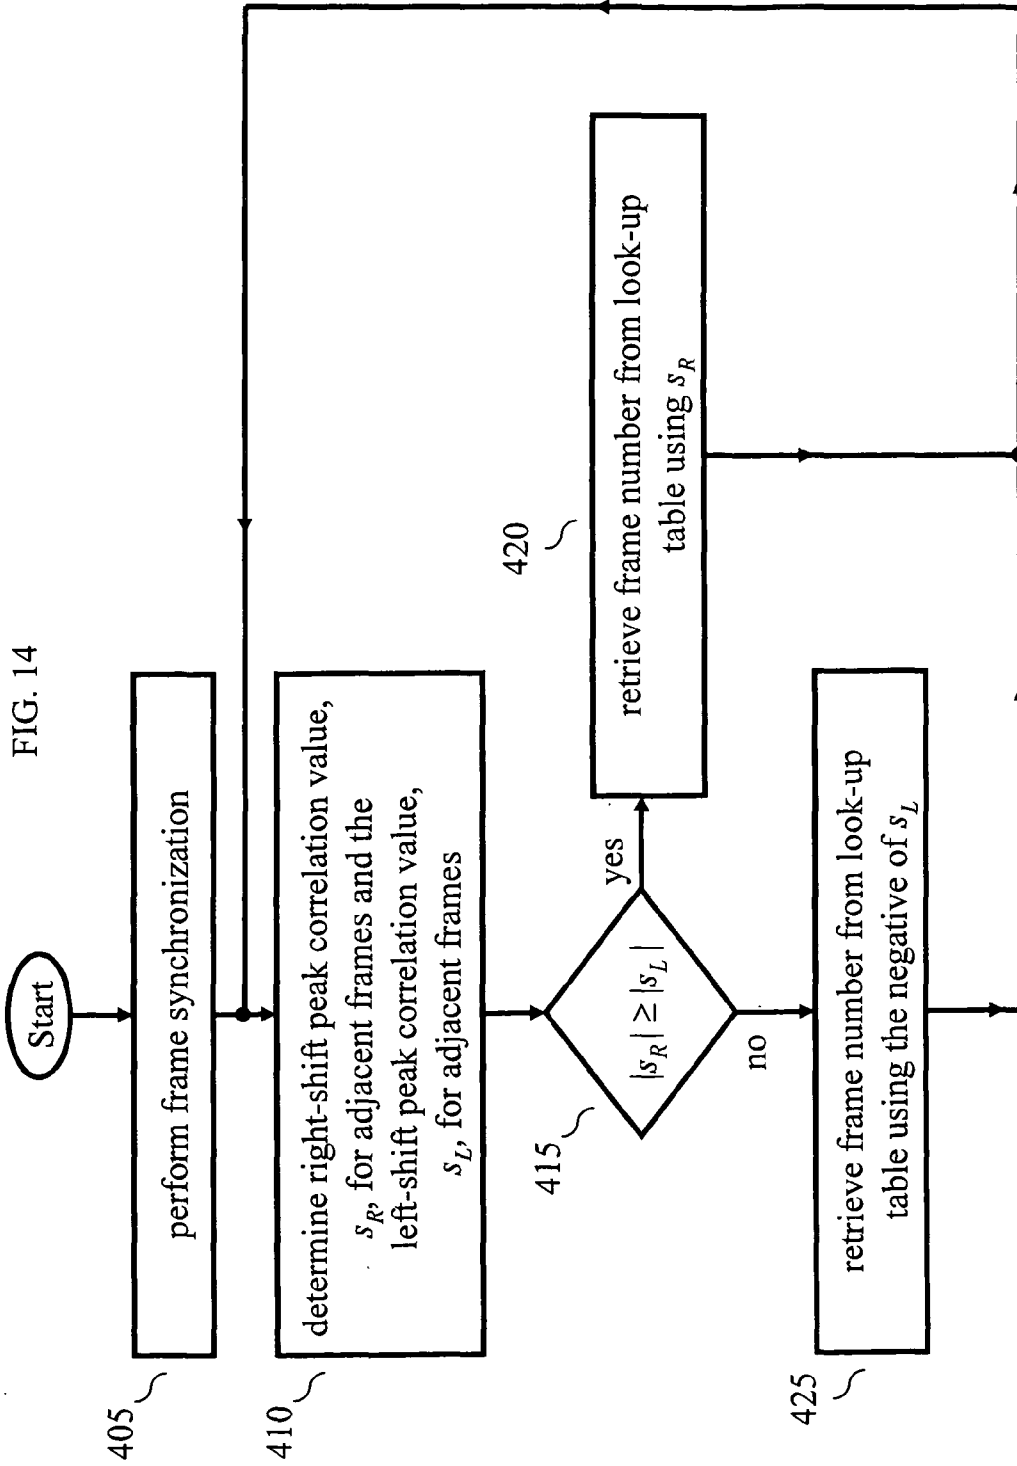 FIG. 14
Start
perform frame synchronization
405
determine right-shift peak correlation value,
s_R, for adjacent frames and the
left-shift peak correlation value,
s_L, for adjacent frames
410
|s_R| ≥ |s_L|
415
yes
no
retrieve frame number from look-up
table using s_R
420
retrieve frame number from look-up
table using the negative of s_L
425